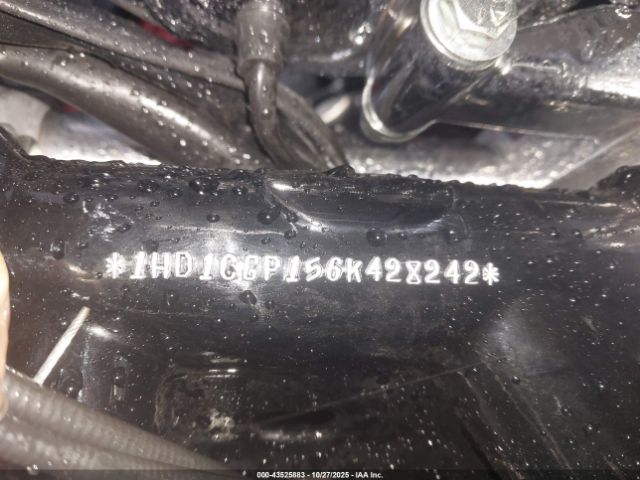 *1HD1CGP156K428242*
000-43525883 | 10/27/2025 | IAA Inc.